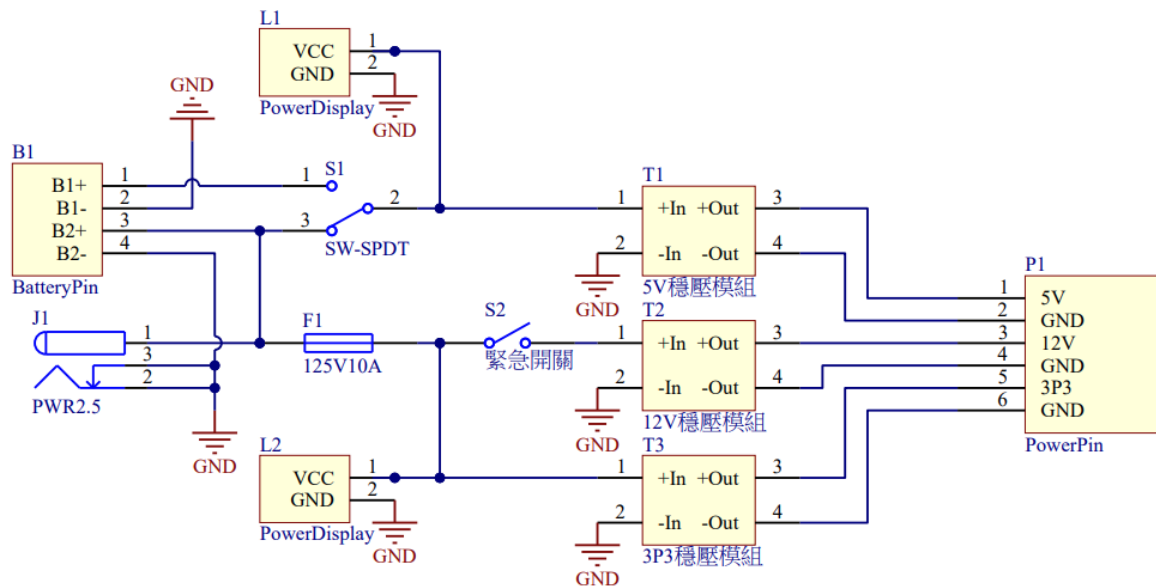 L1
VCC 1
GND 2
PowerDisplay
GND
GND
B1
B1+ 1
B1- 2
B2+ 3
B2- 4
BatteryPin
S1
1
2
3
SW-SPDT
J1
1
3
2
PWR2.5
GND
F1
125V10A
S2
緊急開關
L2
VCC 1
GND 2
PowerDisplay
GND
T1
1 +In +Out 3
2 -In -Out 4
GND
5V穩壓模組
T2
1 +In +Out 3
2 -In -Out 4
GND
12V穩壓模組
T3
1 +In +Out 3
2 -In -Out 4
GND
3P3穩壓模組
P1
1 5V
2 GND
3 12V
4 GND
5 3P3
6 GND
PowerPin